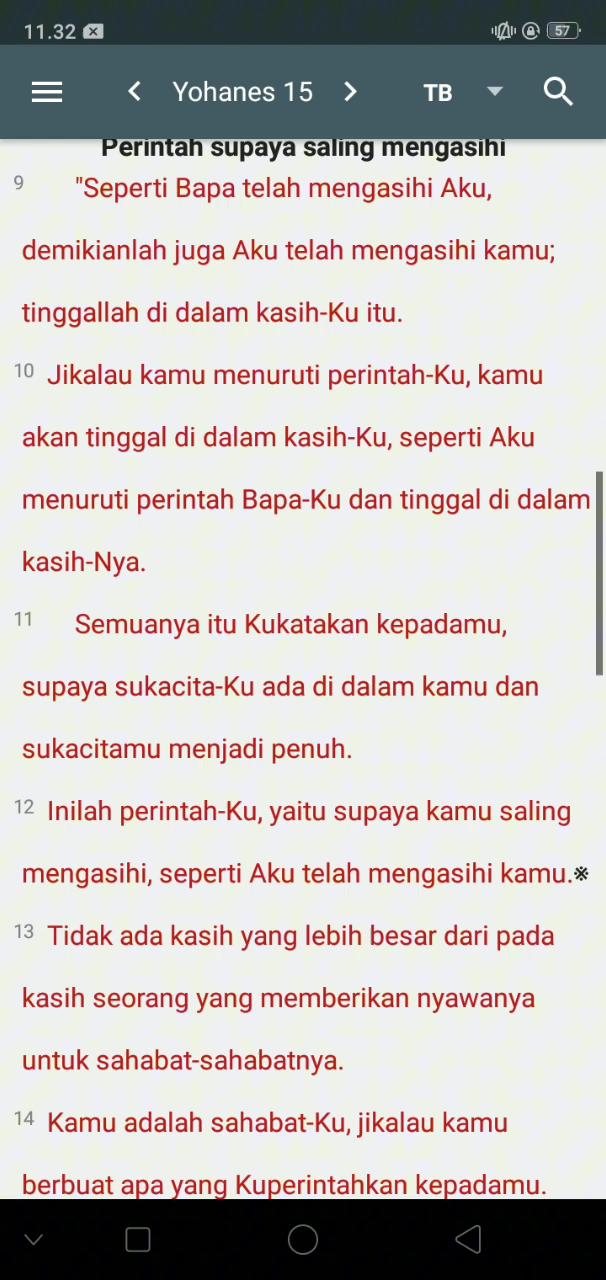 11.32
57
Yohanes 15
TB
Perintah supaya saling mengasihi
9 "Seperti Bapa telah mengasihi Aku,
demikianlah juga Aku telah mengasihi kamu;
tinggallah di dalam kasih-Ku itu.
10 Jikalau kamu menuruti perintah-Ku, kamu
akan tinggal di dalam kasih-Ku, seperti Aku
menuruti perintah Bapa-Ku dan tinggal di dalam
kasih-Nya.
11 Semuanya itu Kukatakan kepadamu,
supaya sukacita-Ku ada di dalam kamu dan
sukacitamu menjadi penuh.
12 Inilah perintah-Ku, yaitu supaya kamu saling
mengasihi, seperti Aku telah mengasihi kamu.※
13 Tidak ada kasih yang lebih besar dari pada
kasih seorang yang memberikan nyawanya
untuk sahabat-sahabatnya.
14 Kamu adalah sahabat-Ku, jikalau kamu
berbuat apa yang Kuperintahkan kepadamu.